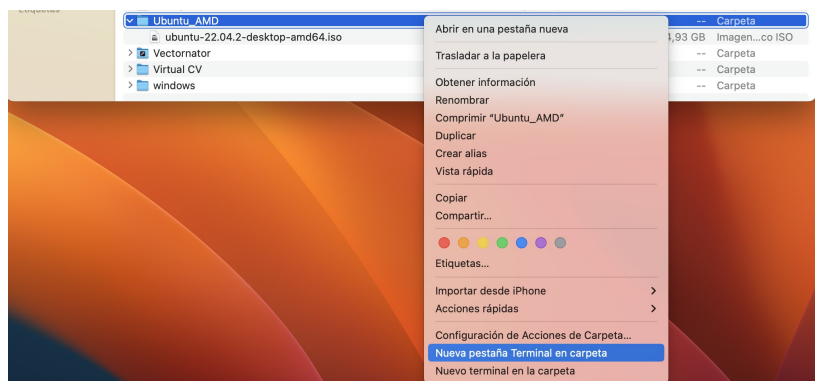 Etiquetas
Ubuntu_AMD -- Carpeta
ubuntu-22.04.2-desktop-amd64.iso 4,93 GB Imagen...co ISO
Vectornator -- Carpeta
Virtual CV -- Carpeta
windows -- Carpeta
Abrir en una pestaña nueva
Trasladar a la papelera
Obtener información
Renombrar
Comprimir “Ubuntu_AMD”
Duplicar
Crear alias
Vista rápida
Copiar
Compartir...
Etiquetas...
Importar desde iPhone
Acciones rápidas
Configuración de Acciones de Carpeta...
Nueva pestaña Terminal en carpeta
Nuevo terminal en la carpeta